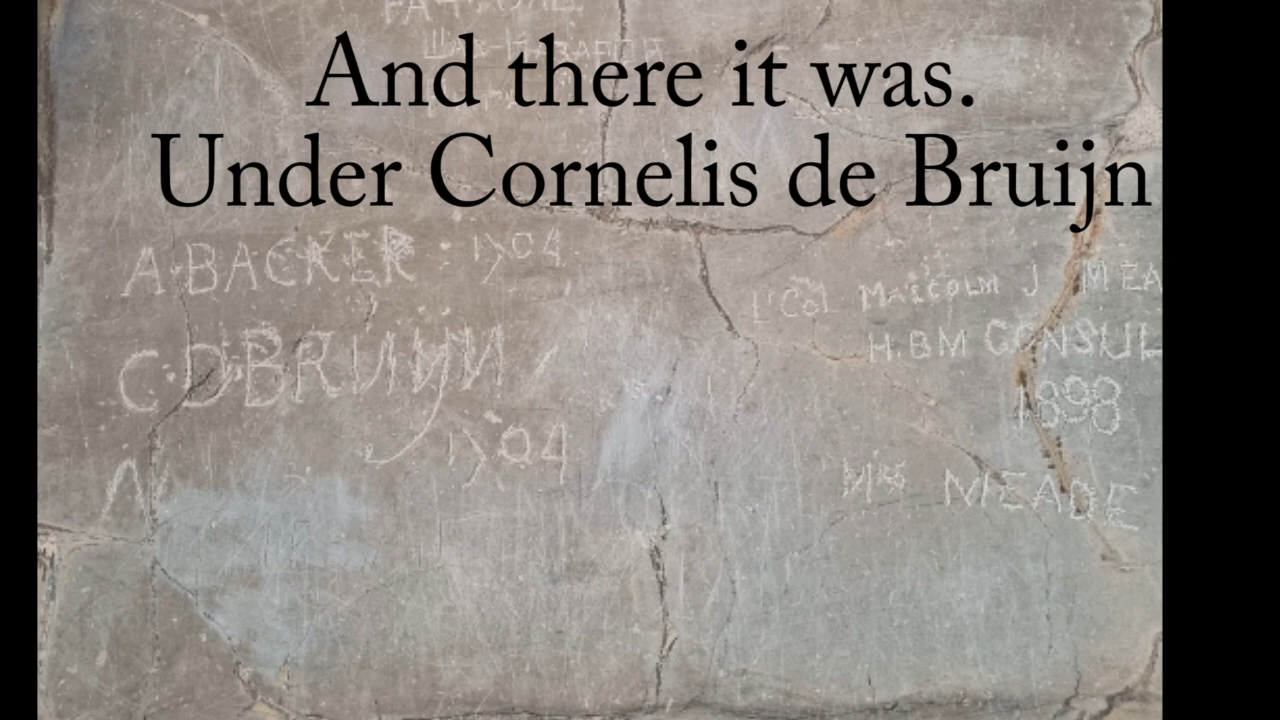 And there it was.
Under Cornelis de Bruijn
A·BACKER 1704
C·D BRUIJN
1704
Lᵗ COL MALCOLM J MEA
H.B.M CONSUL
1898
MRS MEADE